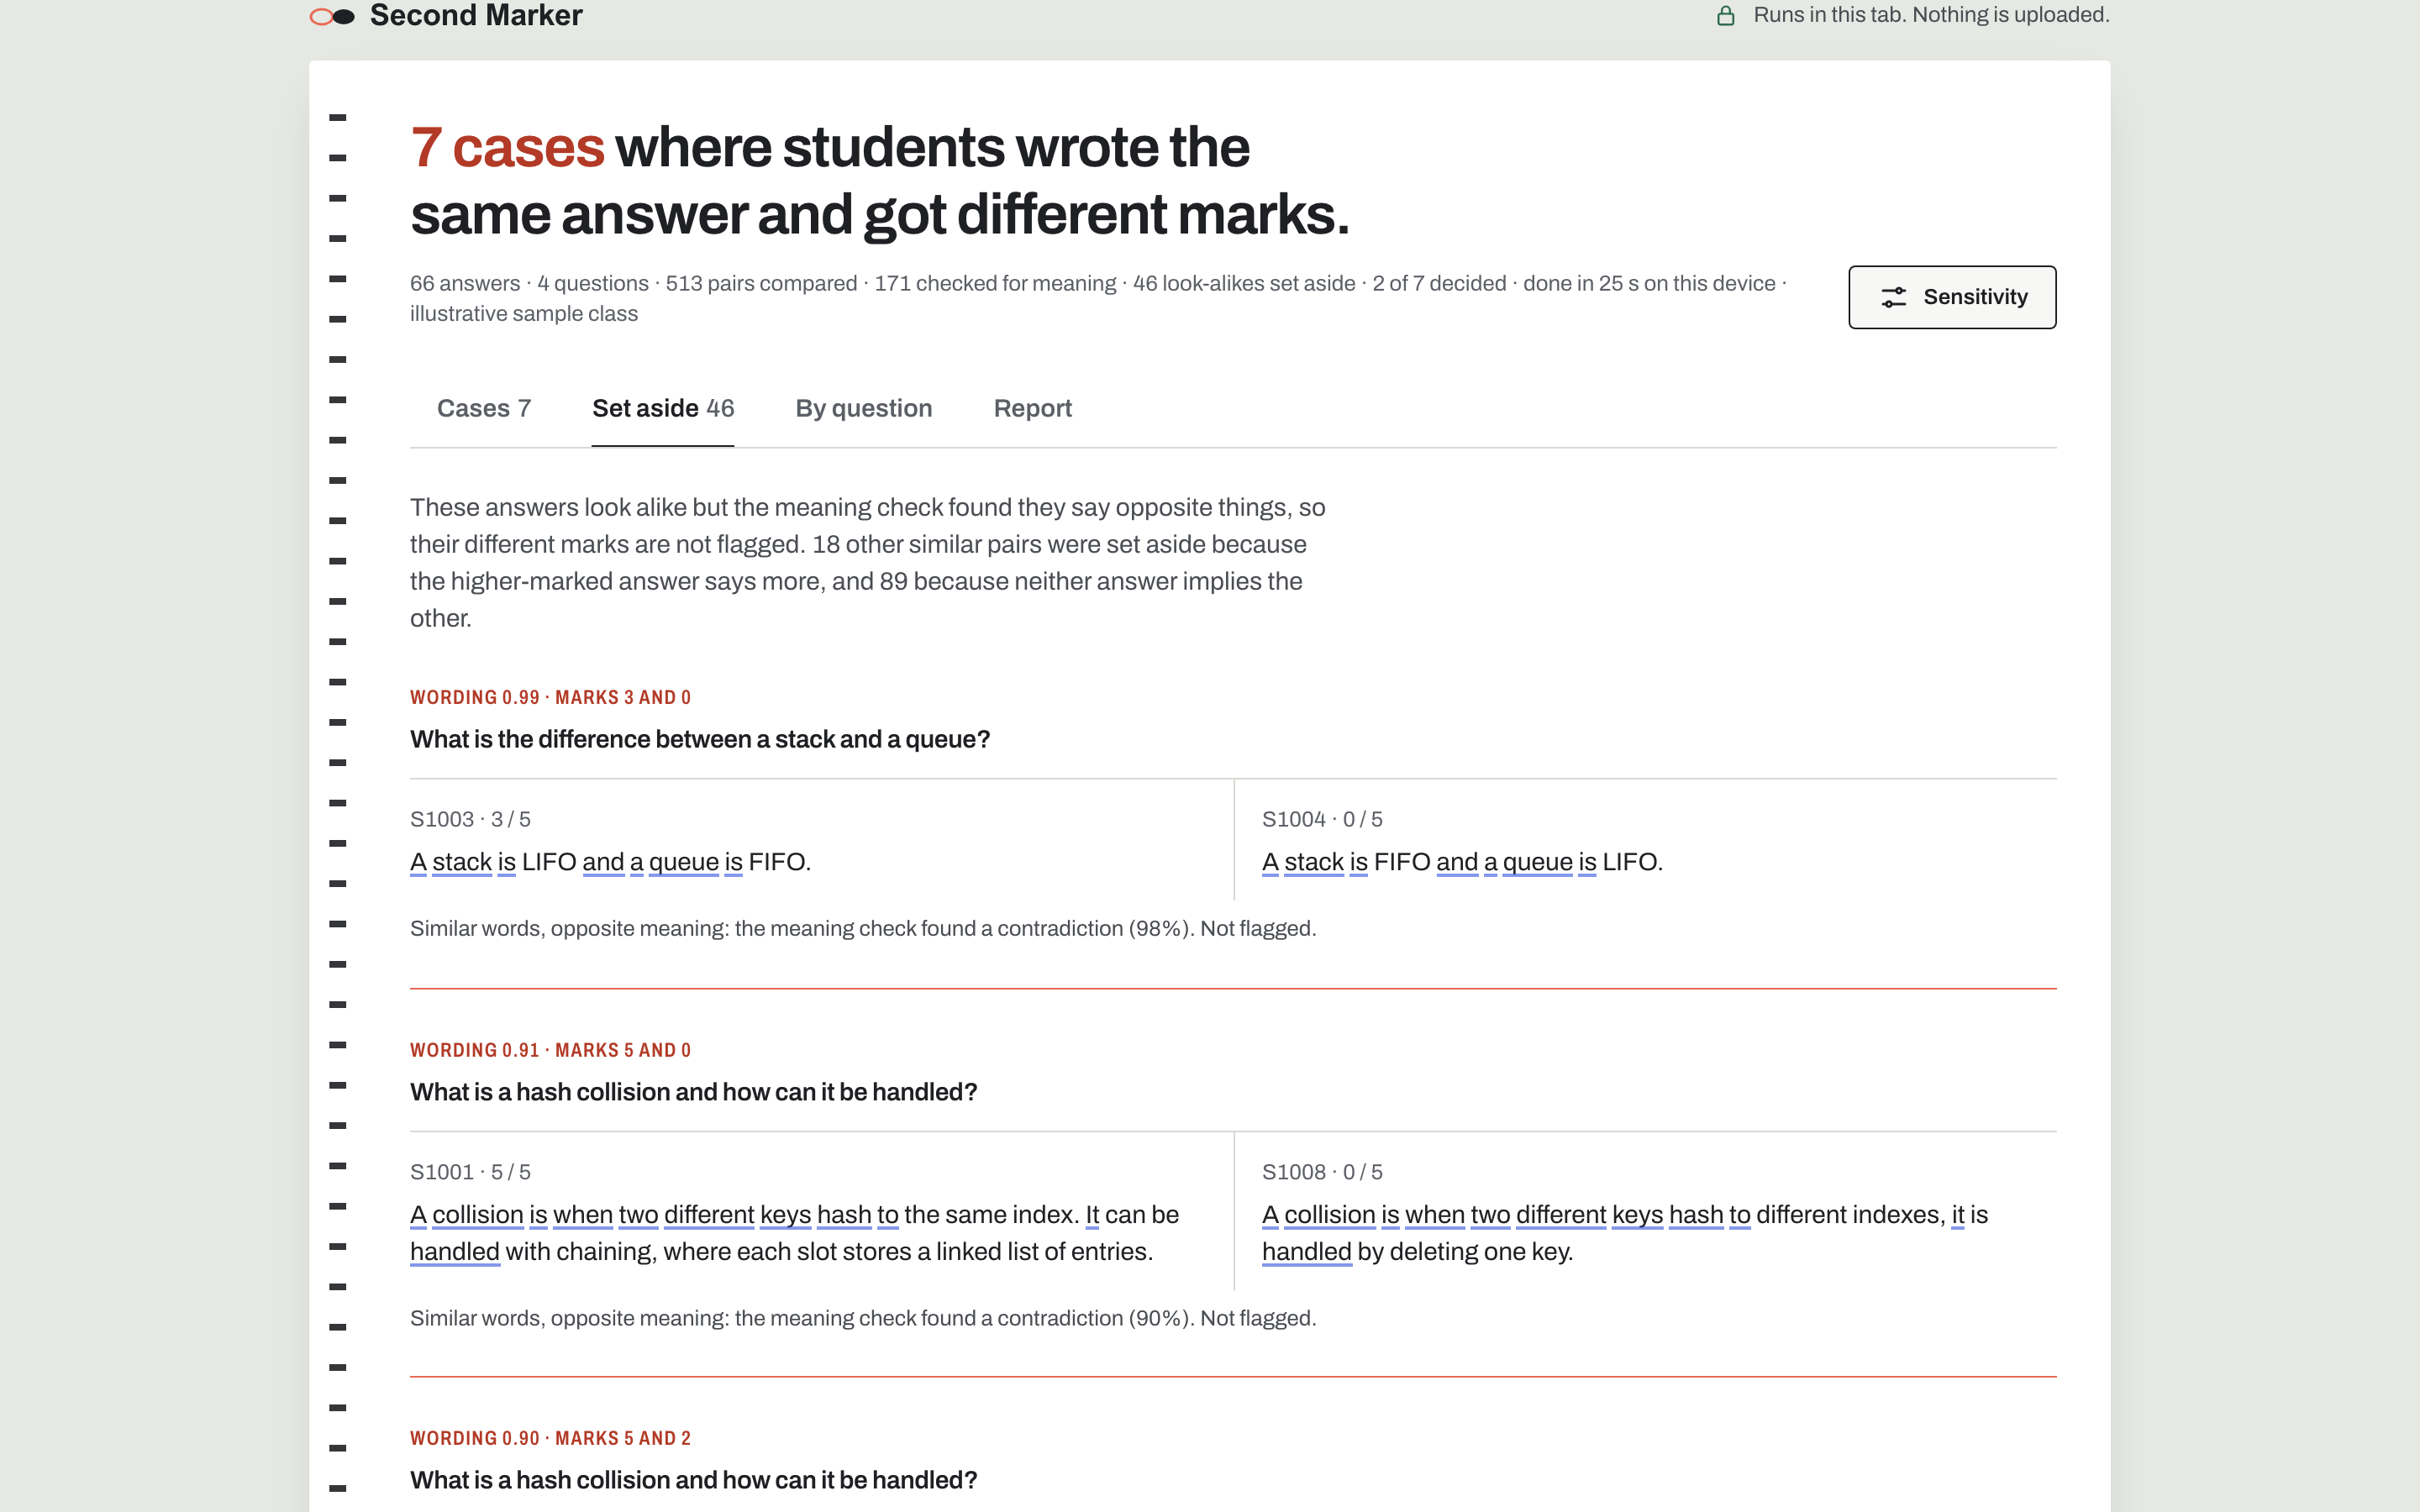 Second Marker
Runs in this tab. Nothing is uploaded.
7 cases where students wrote the
same answer and got different marks.
66 answers · 4 questions · 513 pairs compared · 171 checked for meaning · 46 look-alikes set aside · 2 of 7 decided · done in 25 s on this device ·
illustrative sample class
Sensitivity
Cases 7
Set aside 46
By question
Report
These answers look alike but the meaning check found they say opposite things, so
their different marks are not flagged. 18 other similar pairs were set aside because
the higher-marked answer says more, and 89 because neither answer implies the
other.
WORDING 0.99 · MARKS 3 AND 0
What is the difference between a stack and a queue?
S1003 · 3 / 5
A stack is LIFO and a queue is FIFO.
S1004 · 0 / 5
A stack is FIFO and a queue is LIFO.
Similar words, opposite meaning: the meaning check found a contradiction (98%). Not flagged.
WORDING 0.91 · MARKS 5 AND 0
What is a hash collision and how can it be handled?
S1001 · 5 / 5
A collision is when two different keys hash to the same index. It can be
handled with chaining, where each slot stores a linked list of entries.
S1008 · 0 / 5
A collision is when two different keys hash to different indexes, it is
handled by deleting one key.
Similar words, opposite meaning: the meaning check found a contradiction (90%). Not flagged.
WORDING 0.90 · MARKS 5 AND 2
What is a hash collision and how can it be handled?